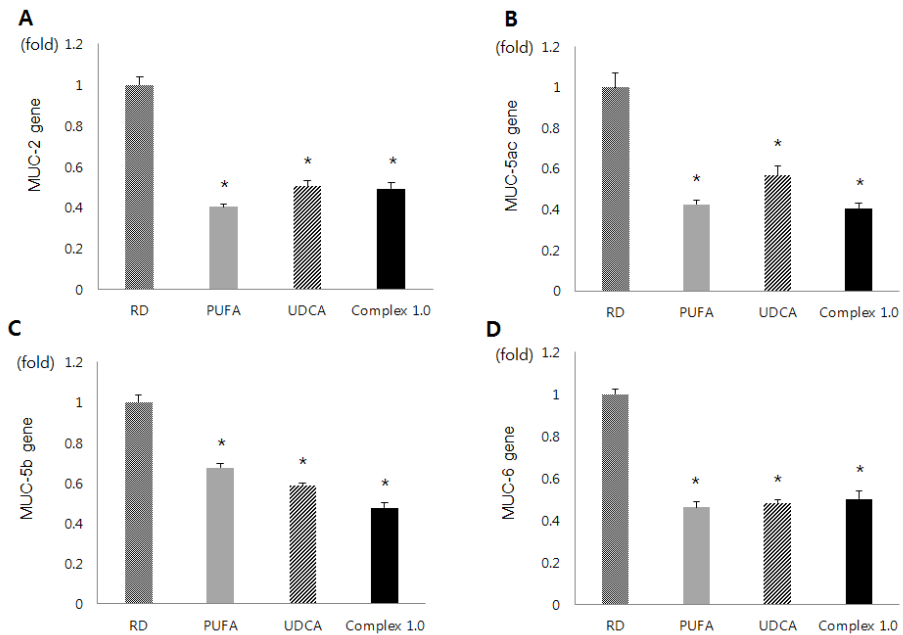 A
(fold)
MUC-2 gene
1.2
1
0.8
0.6
0.4
0.2
0
*
*
*
RD PUFA UDCA Complex 1.0
B
(fold)
MUC-5ac gene
1.2
1
0.8
0.6
0.4
0.2
0
*
*
*
RD PUFA UDCA Complex 1.0
C
(fold)
MUC-5b gene
1.2
1
0.8
0.6
0.4
0.2
0
*
*
*
RD PUFA UDCA Complex 1.0
D
(fold)
MUC-6 gene
1.2
1
0.8
0.6
0.4
0.2
0
*
*
*
RD PUFA UDCA Complex 1.0